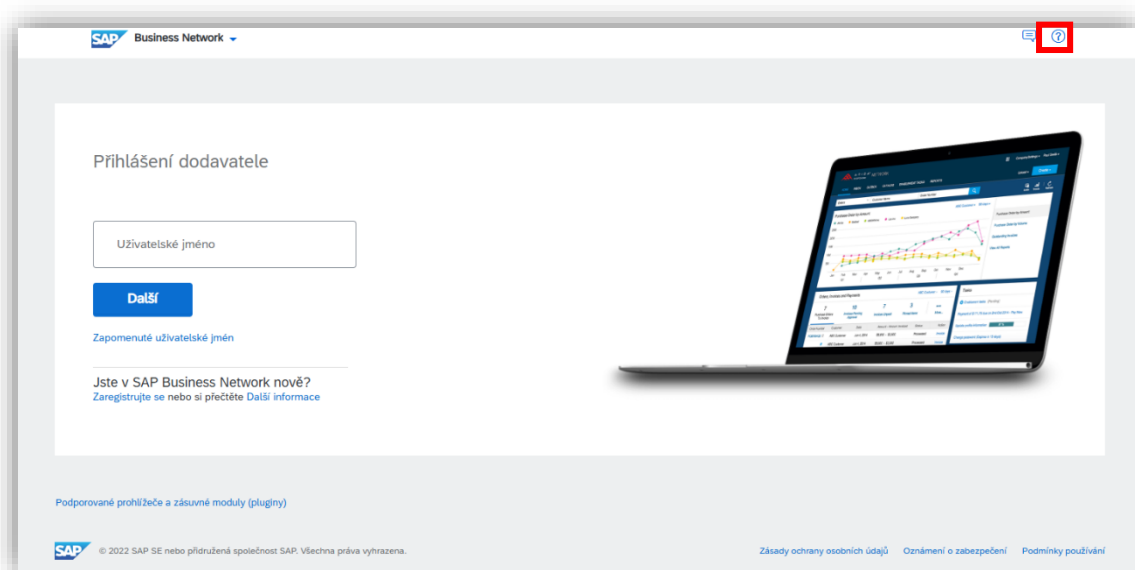 SAP Business Network
Přihlášení dodavatele
Uživatelské jméno
Další
Zapomenuté uživatelské jmén
Jste v SAP Business Network nově?
Zaregistrujte se nebo si přečtěte Další informace
Podporované prohlížeče a zásuvné moduly (pluginy)
SAP © 2022 SAP SE nebo přidružená společnost SAP. Všechna práva vyhrazena.
Zásady ochrany osobních údajů Oznámení o zabezpečení Podmínky používání